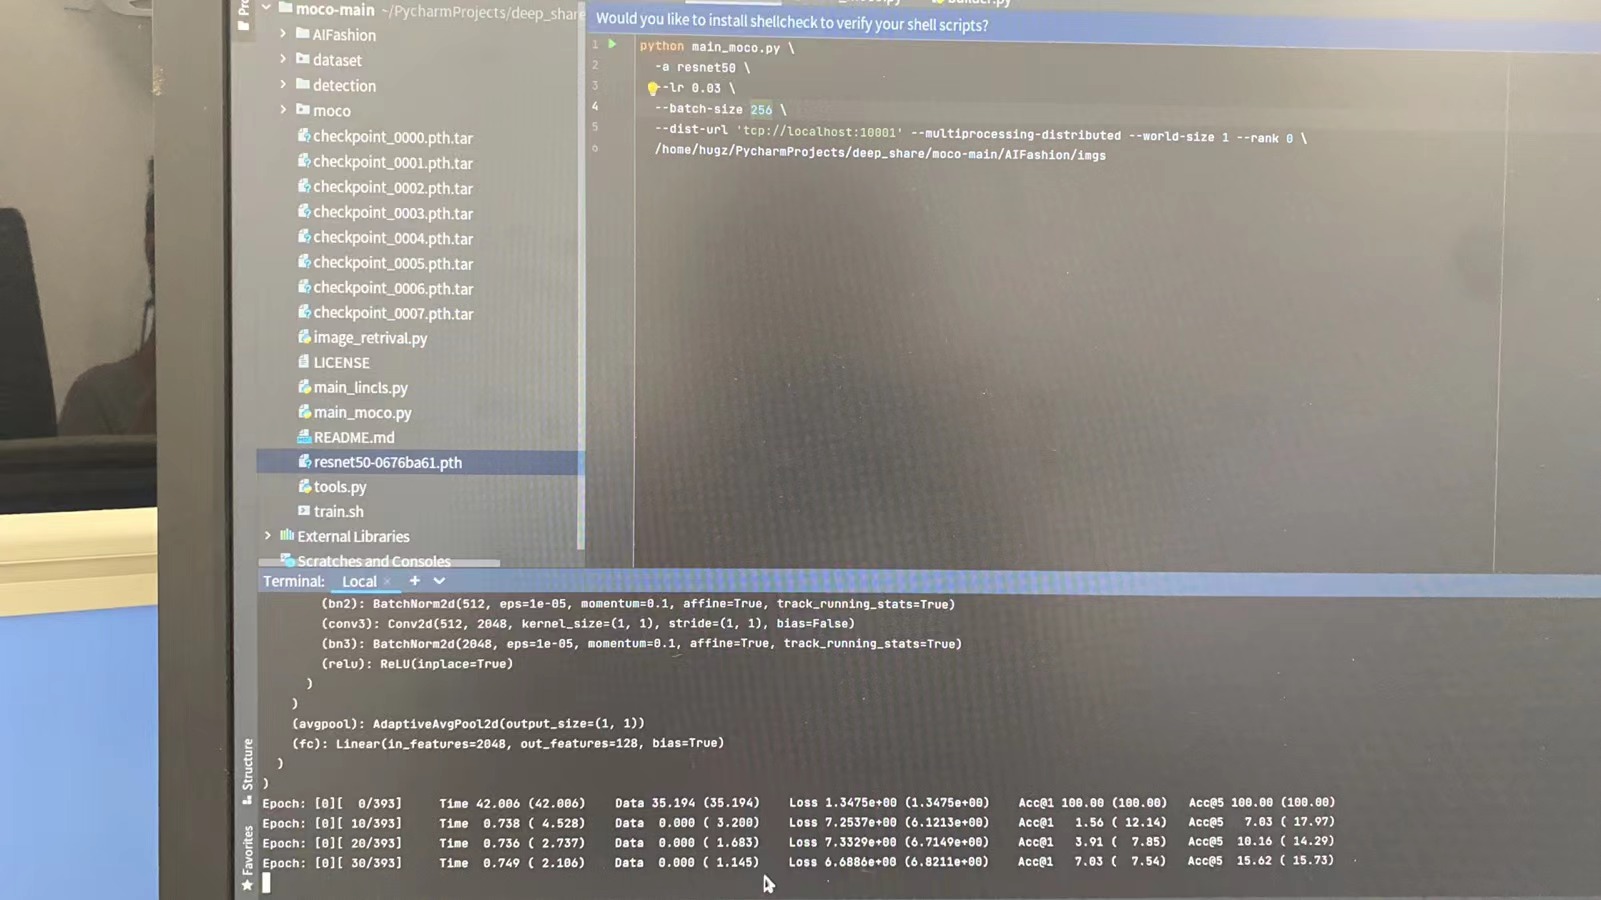 moco-main ~/PycharmProjects/deep_share
AIFashion
dataset
detection
moco
checkpoint_0000.pth.tar
checkpoint_0001.pth.tar
checkpoint_0002.pth.tar
checkpoint_0003.pth.tar
checkpoint_0004.pth.tar
checkpoint_0005.pth.tar
checkpoint_0006.pth.tar
checkpoint_0007.pth.tar
image_retrival.py
LICENSE
main_lincls.py
main_moco.py
README.md
resnet50-0676ba61.pth
tools.py
train.sh
External Libraries
Scratches and Consoles
Would you like to install shellcheck to verify your shell scripts?
1 python main_moco.py \
2 -a resnet50 \
3 --lr 0.03 \
4 --batch-size 256 \
5 --dist-url 'tcp://localhost:10001' --multiprocessing-distributed --world-size 1 --rank 0 \
/home/hugz/PycharmProjects/deep_share/moco-main/AIFashion/imgs
Terminal: Local × +
(bn2): BatchNorm2d(512, eps=1e-05, momentum=0.1, affine=True, track_running_stats=True)
(conv3): Conv2d(512, 2048, kernel_size=(1, 1), stride=(1, 1), bias=False)
(bn3): BatchNorm2d(2048, eps=1e-05, momentum=0.1, affine=True, track_running_stats=True)
(relu): ReLU(inplace=True)
)
)
(avgpool): AdaptiveAvgPool2d(output_size=(1, 1))
(fc): Linear(in_features=2048, out_features=128, bias=True)
)
)
Epoch: [0][ 0/393] Time 42.006 (42.006) Data 35.194 (35.194) Loss 1.3475e+00 (1.3475e+00) Acc@1 100.00 (100.00) Acc@5 100.00 (100.00)
Epoch: [0][ 10/393] Time 0.738 ( 4.528) Data 0.000 ( 3.200) Loss 7.2537e+00 (6.1213e+00) Acc@1 1.56 ( 12.14) Acc@5 7.03 ( 17.97)
Epoch: [0][ 20/393] Time 0.736 ( 2.737) Data 0.000 ( 1.683) Loss 7.3329e+00 (6.7149e+00) Acc@1 3.91 ( 7.85) Acc@5 10.16 ( 14.29)
Epoch: [0][ 30/393] Time 0.749 ( 2.106) Data 0.000 ( 1.145) Loss 6.6886e+00 (6.8211e+00) Acc@1 7.03 ( 7.54) Acc@5 15.62 ( 15.73)
Structure
Favorites